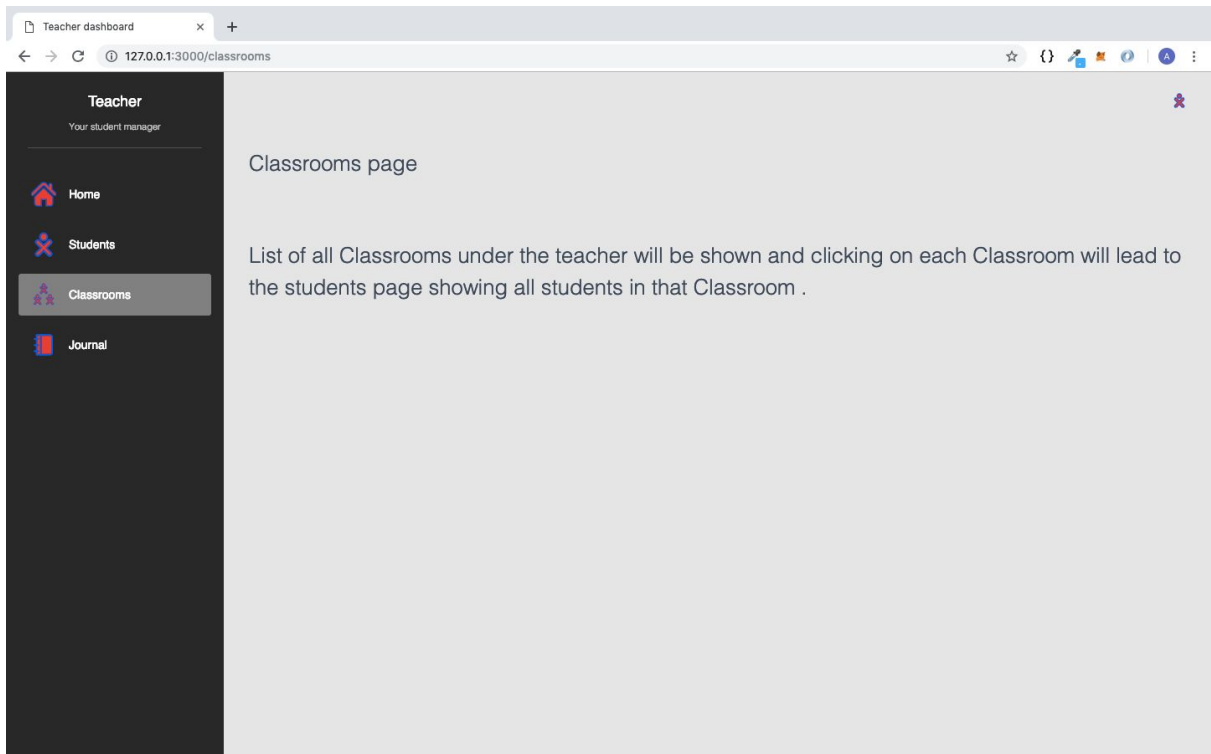 Teacher dashboard
127.0.0.1:3000/classrooms
{}
A
Teacher
Your student manager
Home
Students
Classrooms
Journal
Classrooms page
List of all Classrooms under the teacher will be shown and clicking on each Classroom will lead to
the students page showing all students in that Classroom .